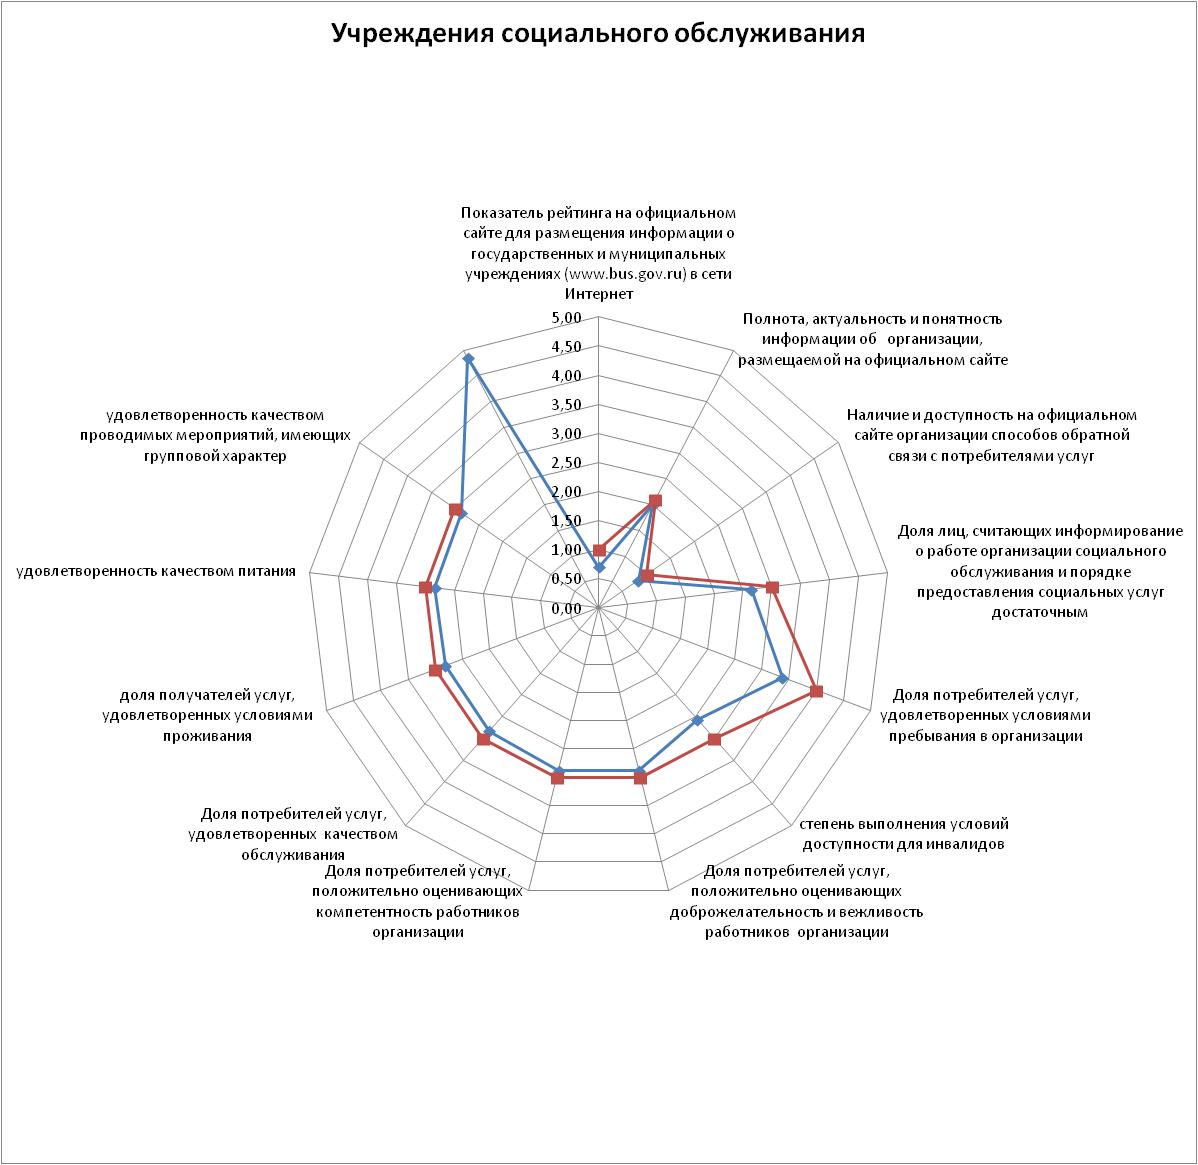 Учреждения социального обслуживания
Показатель рейтинга на официальном
сайте для размещения информации о
государственных и муниципальных
учреждениях (www.bus.gov.ru) в сети
Интернет
Полнота, актуальность и понятность
информации об   организации,
размещаемой на официальном сайте
Наличие и доступность на официальном
сайте организации способов обратной
связи с потребителями услуг
Доля лиц, считающих информирование
о работе организации социального
обслуживания и порядке
предоставления социальных услуг
достаточным
Доля потребителей услуг,
удовлетворенных условиями
пребывания в организации
степень выполнения условий
доступности для инвалидов
Доля потребителей услуг,
положительно оценивающих
доброжелательность и вежливость
работников  организации
Доля потребителей услуг,
положительно оценивающих
компетентность работников
организации
Доля потребителей услуг,
удовлетворенных  качеством
обслуживания
доля получателей услуг,
удовлетворенных условиями
проживания
удовлетворенность качеством питания
удовлетворенность качеством
проводимых мероприятий, имеющих
групповой характер
5,00
4,50
4,00
3,50
3,00
2,50
2,00
1,50
1,00
0,50
0,00